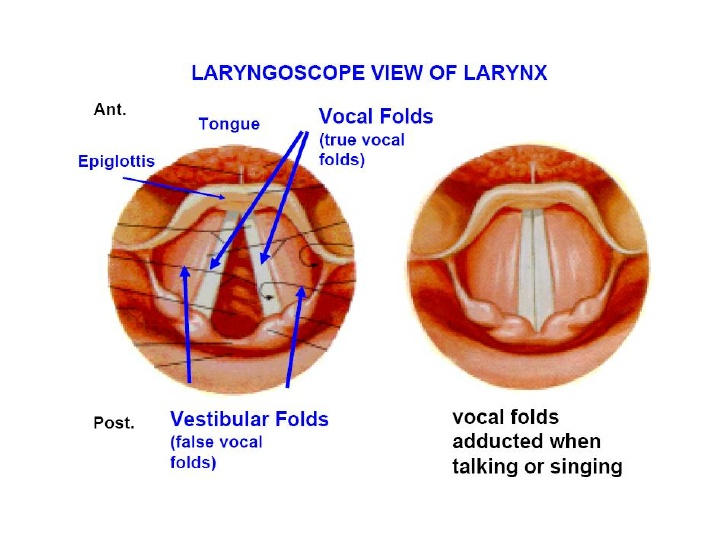 LARYNGOSCOPE VIEW OF LARYNX
Ant.
Tongue
Vocal Folds
(true vocal
folds)
Epiglottis
Post.
Vestibular Folds
(false vocal
folds)
vocal folds
adducted when
talking or singing